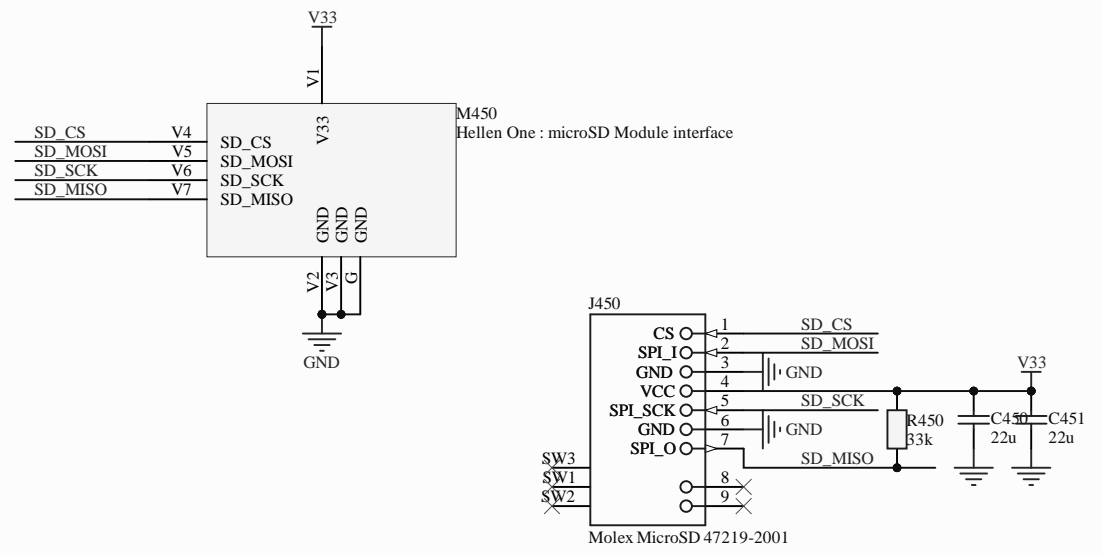 V33
V1
M450
Hellen One : microSD Module interface
V33
SD_CS V4 SD_CS
SD_MOSI V5 SD_MOSI
SD_SCK V6 SD_SCK
SD_MISO V7 SD_MISO
GND GND GND
V2 V3 G
GND
J450
CS 1 SD_CS
SPI_I 2 SD_MOSI
GND 3 GND
VCC 4 V33
SPI_SCK 5 SD_SCK
GND 6 GND
SPI_O 7 SD_MISO
R450
33k
C450
22u
C451
22u
SW3
SW1 8
SW2 9
Molex MicroSD 47219-2001